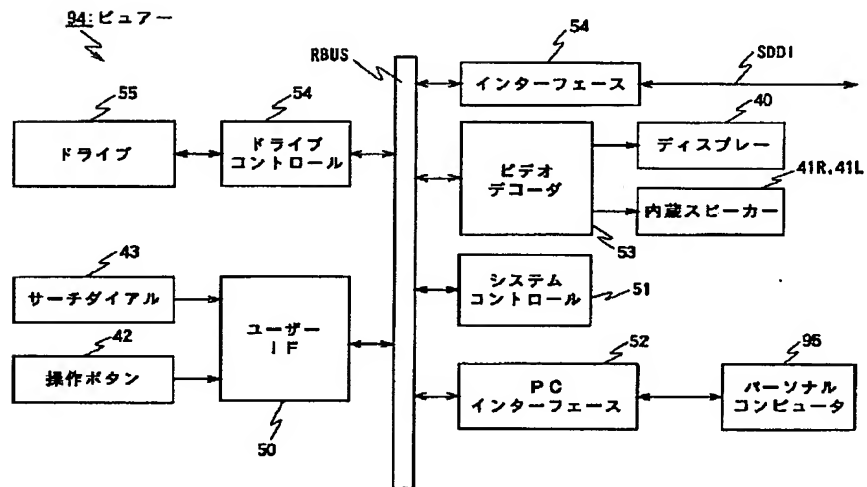 94:ビュアー
RBUS
54
インターフェース
SDDI
55
ドライブ
54
ドライブ
コントロール
ビデオ
デコーダ
53
40
ディスプレー
41R,41L
内蔵スピーカー
43
サーチダイアル
42
操作ボタン
ユーザー
IF
50
システム
コントロール
51
52
PC
インターフェース
95
パーソナル
コンピュータ